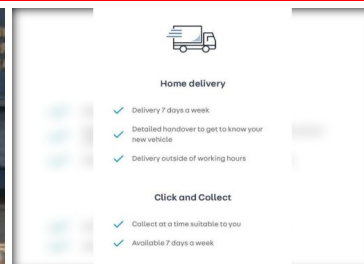 Home delivery
Delivery 7 days a week
Detailed handover to get to know your
new vehicle
Delivery outside of working hours
Click and Collect
Collect at a time suitable to you
Available 7 days a week